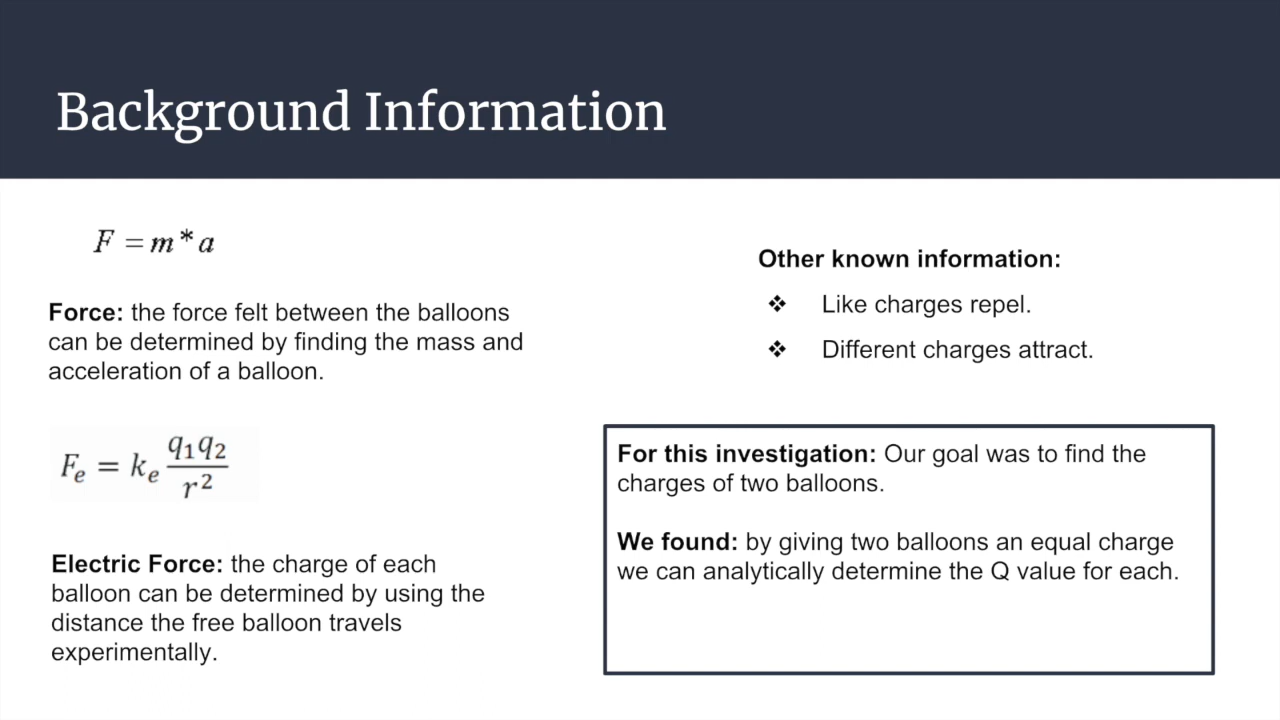 Background Information
F = m * a
Force: the force felt between the balloons
can be determined by finding the mass and
acceleration of a balloon.
Fₑ = kₑ q₁q₂ / r²
Electric Force: the charge of each
balloon can be determined by using the
distance the free balloon travels
experimentally.
Other known information:
❖ Like charges repel.
❖ Different charges attract.
For this investigation: Our goal was to find the
charges of two balloons.
We found: by giving two balloons an equal charge
we can analytically determine the Q value for each.